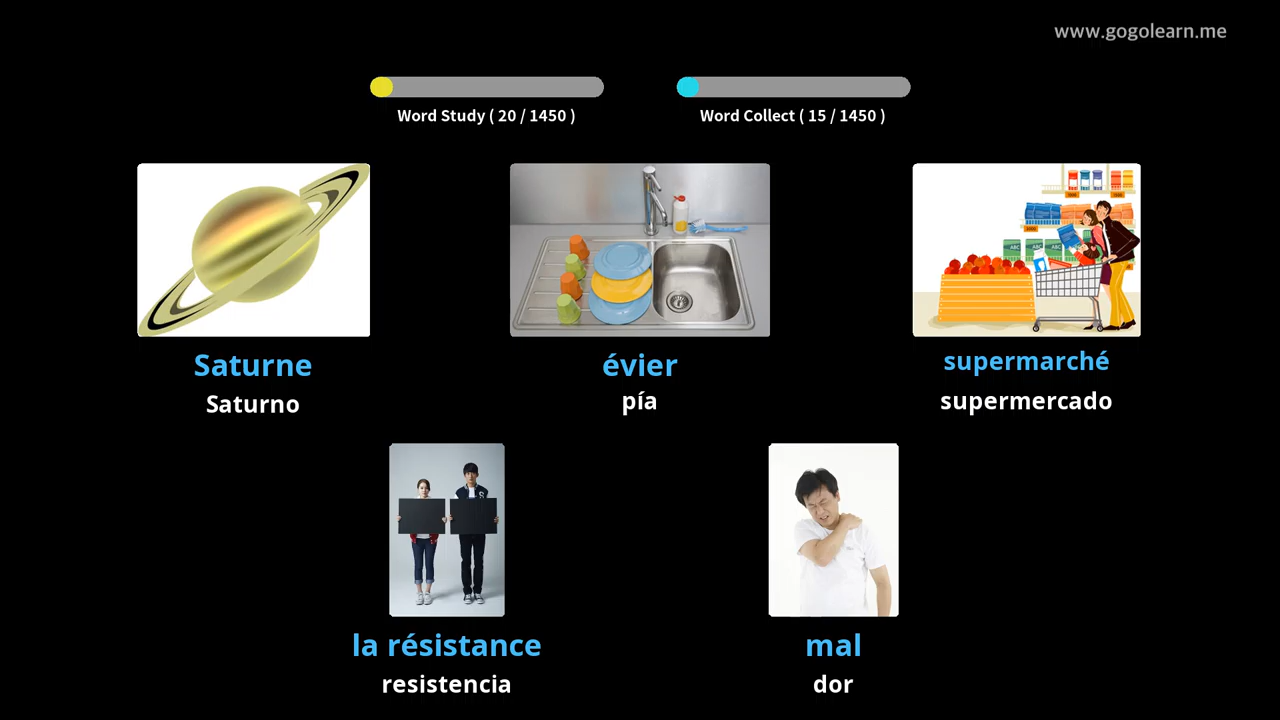 www.gogolearn.me
Word Study ( 20 / 1450 )
Word Collect ( 15 / 1450 )
Saturne
Saturno
évier
pía
supermarché
supermercado
la résistance
resistencia
mal
dor